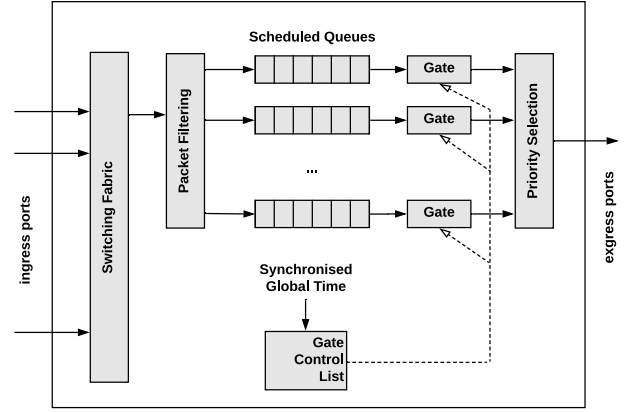 Scheduled Queues
Gate
Gate
...
Gate
Switching Fabric
Packet Filtering
Priority Selection
ingress ports
exgress ports
Synchronised
Global Time
Gate
Control
List